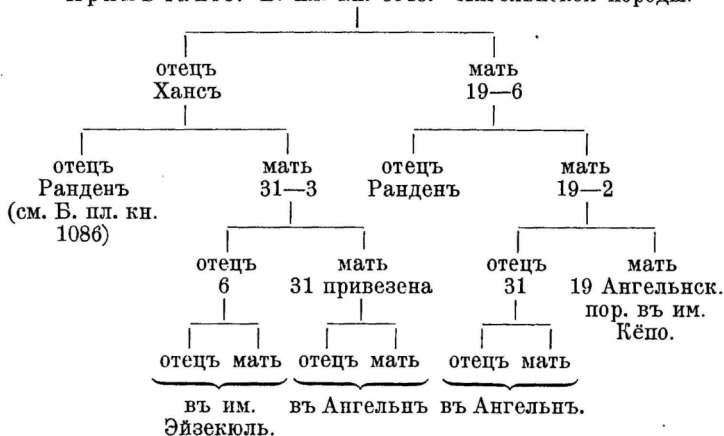 отецъ мать
Хансъ 19—6
отецъ мать отецъ мать
Ранденъ 31—3 Ранденъ 19—2
(см. Б. пл. кн.
1086)
отецъ мать отецъ мать
6 31 привезена 31 19 Ангельнск.
пор. въ им.
Кёпо.
отецъ мать отецъ мать отецъ мать
въ им. въ Ангельнъ въ Ангельнъ.
Эйзекюль.